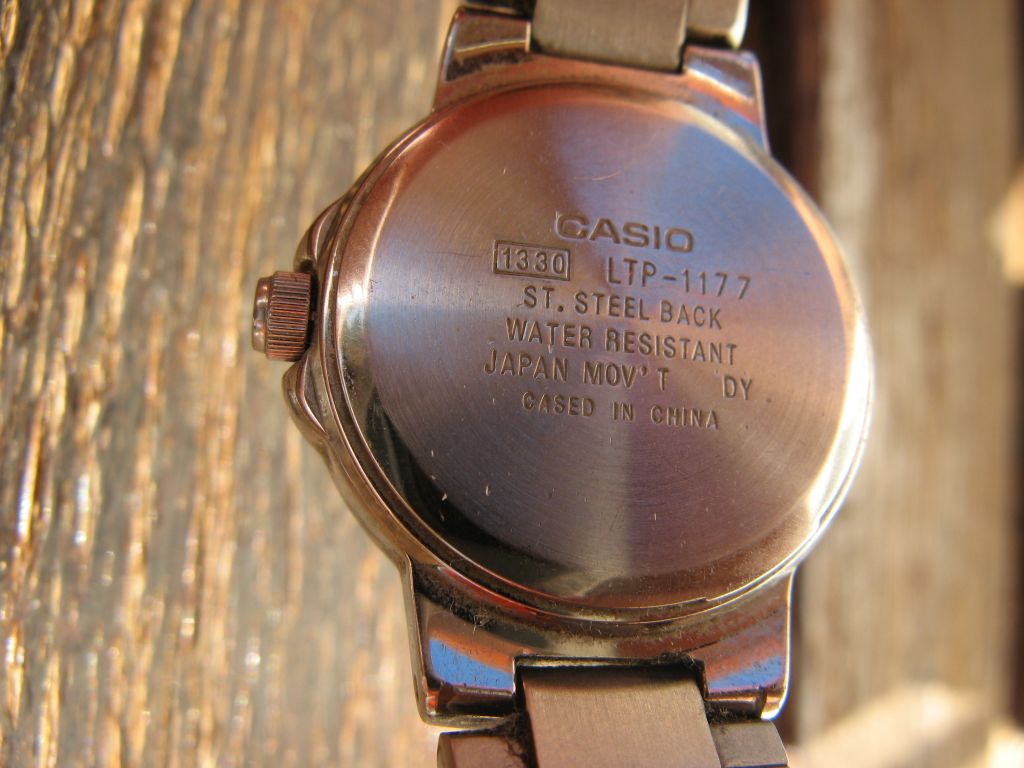 CASIO
1330 LTP-1177
ST. STEEL BACK
WATER RESISTANT
JAPAN MOV'T DY
CASED IN CHINA